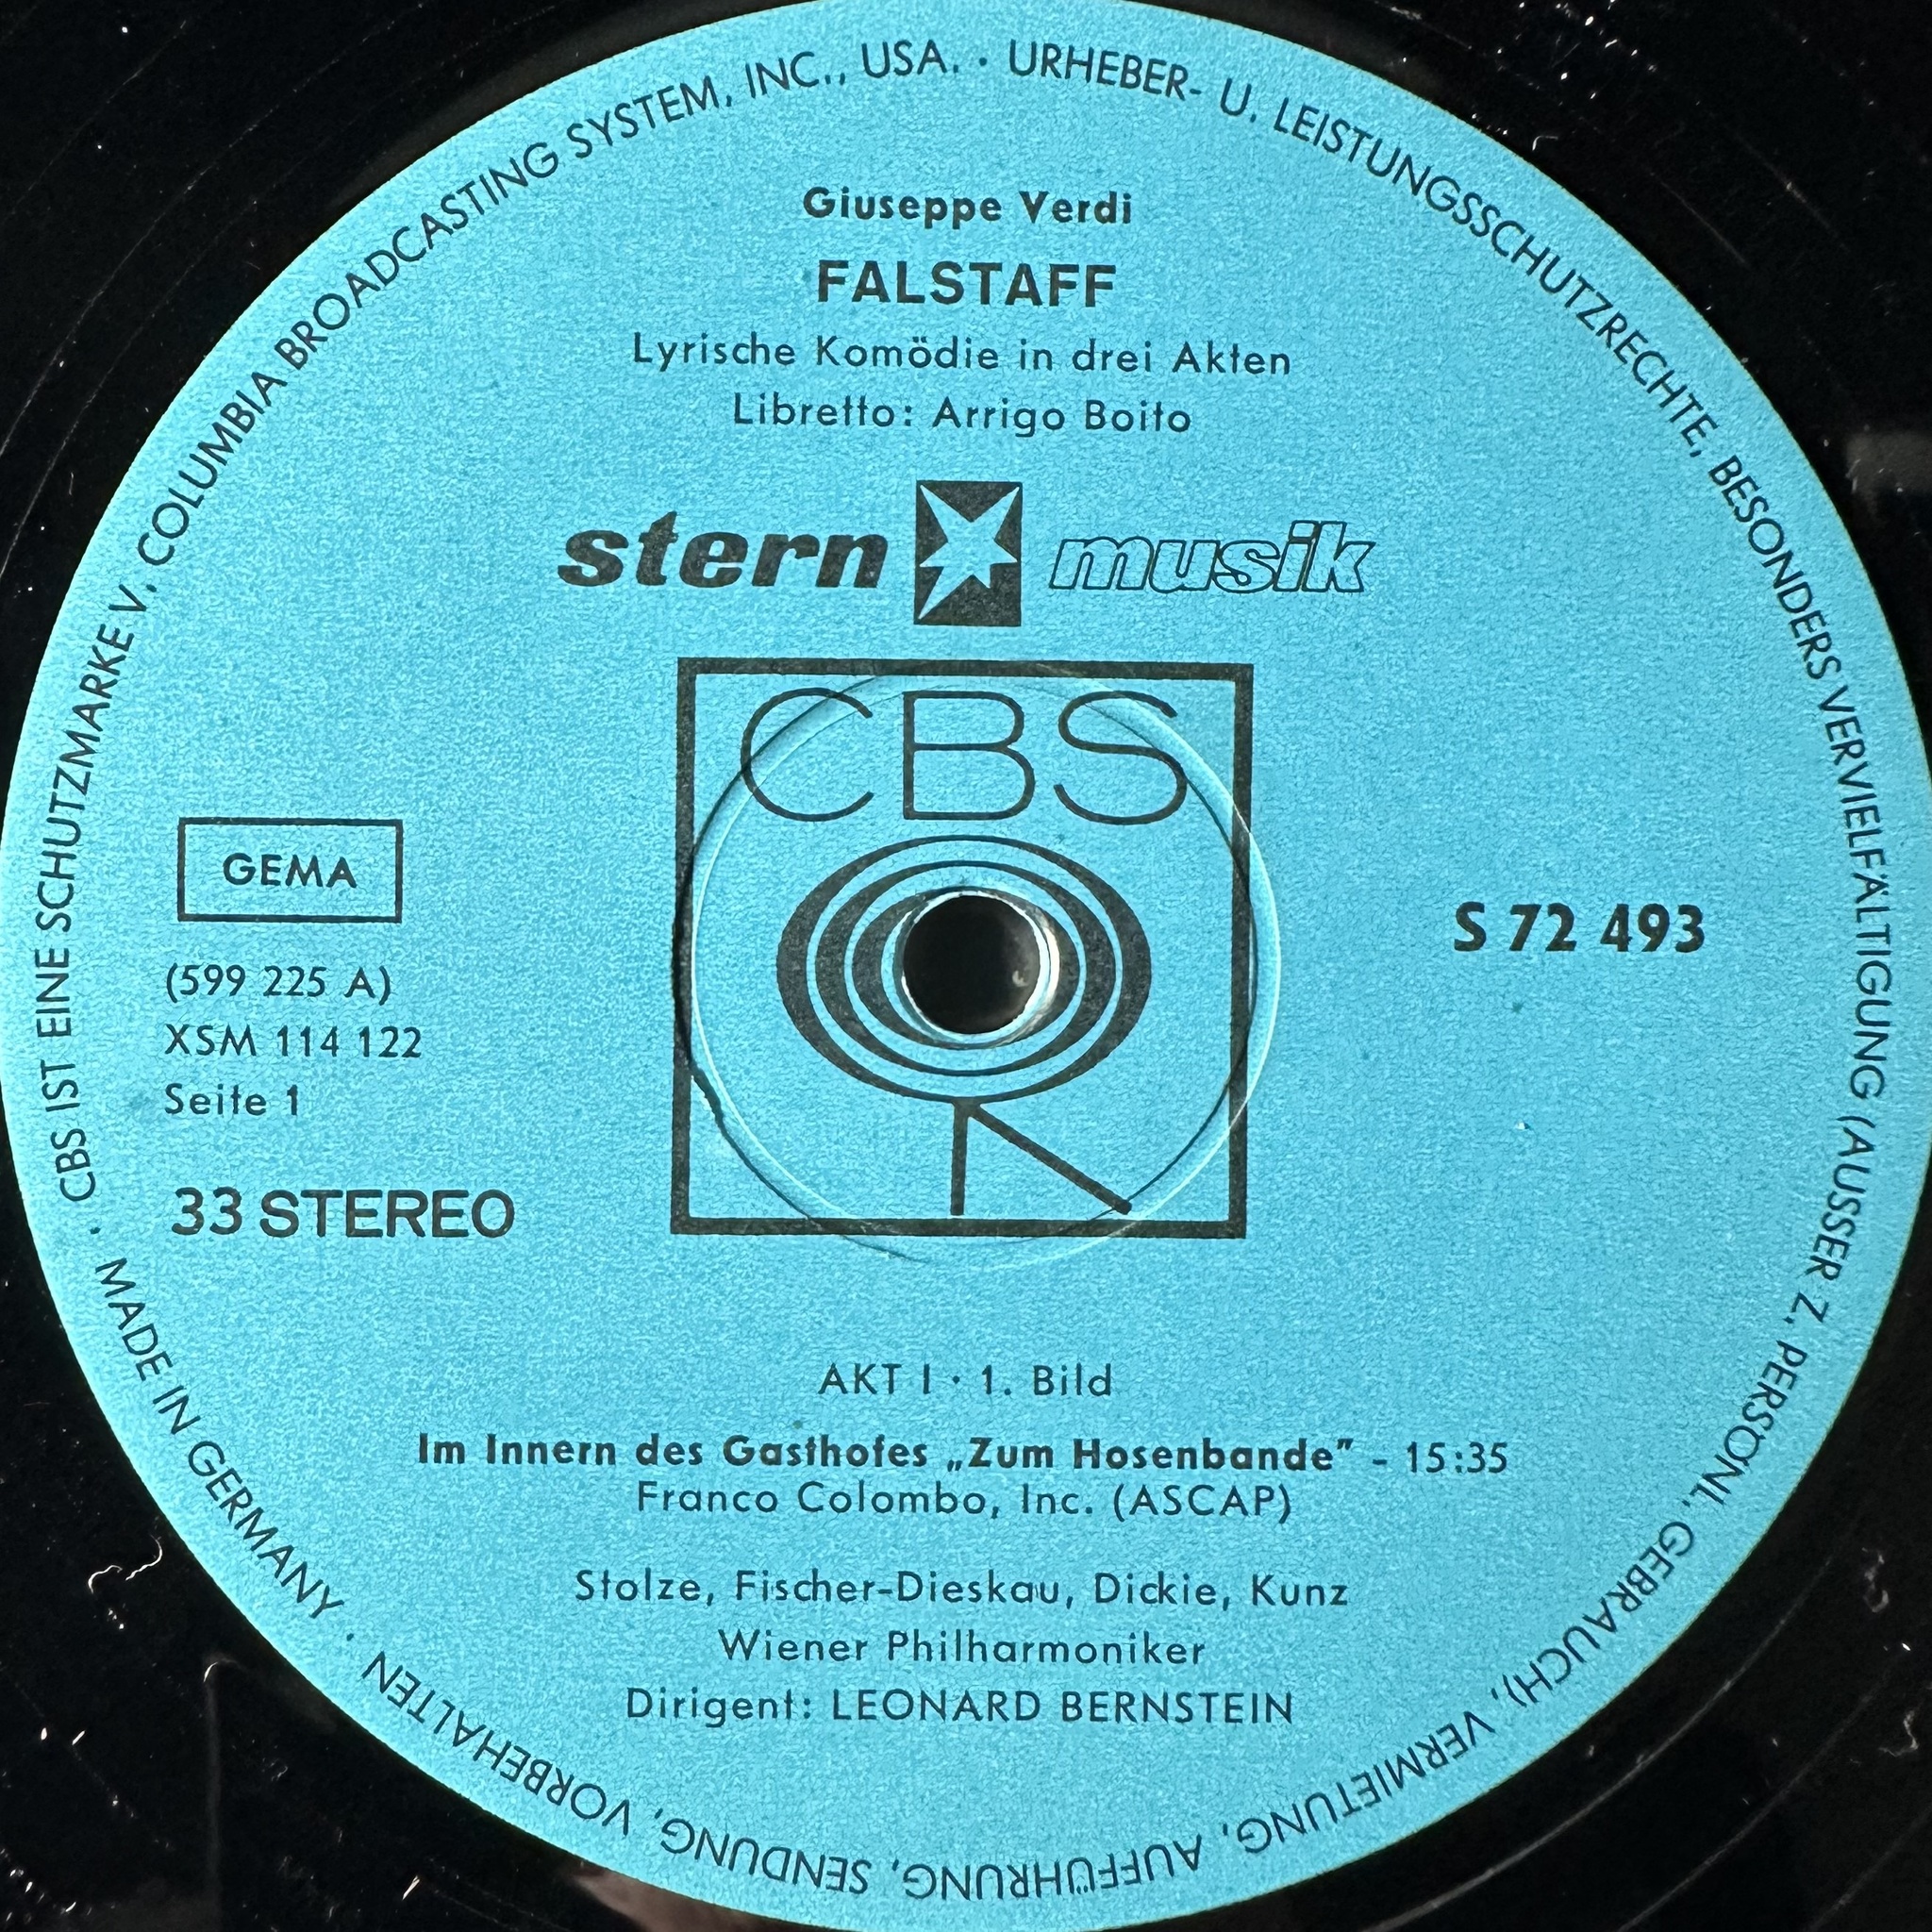 CBS IST EINE SCHUTZMARKE V. COLUMBIA BROADCASTING SYSTEM, INC., USA. · URHEBER- U. LEISTUNGSSCHUTZRECHTE, BESONDERS VERVIELFÄLTIGUNG (AUSSER Z. PERSÖNL. GEBRAUCH), VERMIETUNG, AUFFÜHRUNG, SENDUNG, VORBEHALTEN · MADE IN GERMANY ·
Giuseppe Verdi
FALSTAFF
Lyrische Komödie in drei Akten
Libretto: Arrigo Boito
stern musik
CBS
GEMA
S 72 493
(599 225 A)
XSM 114 122
Seite 1
33 STEREO
AKT I · 1. Bild
Im Innern des Gasthofes „Zum Hosenbande” - 15:35
Franco Colombo, Inc. (ASCAP)
Stolze, Fischer-Dieskau, Dickie, Kunz
Wiener Philharmoniker
Dirigent: LEONARD BERNSTEIN